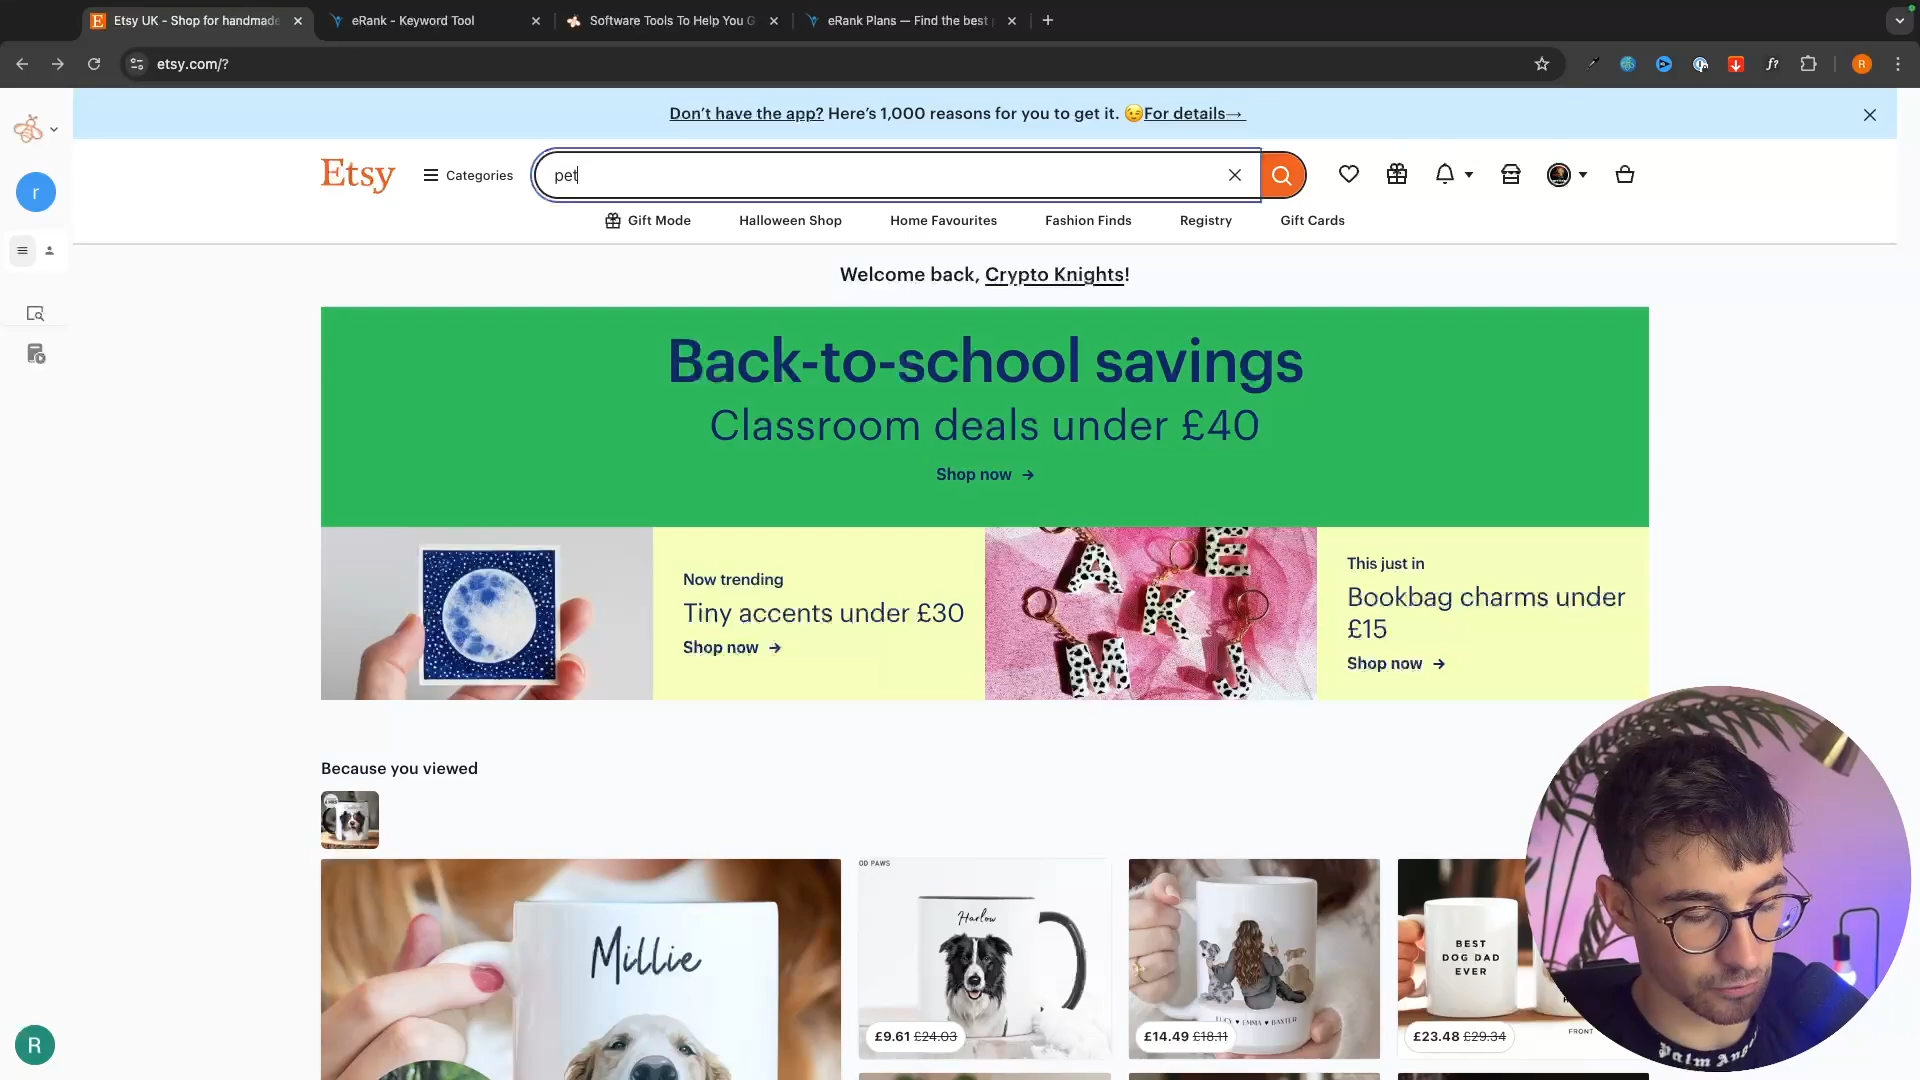 Etsy UK - Shop for handmade
eRank - Keyword Tool
Software Tools To Help You G
eRank Plans — Find the best
etsy.com/?
R
Don't have the app? Here's 1,000 reasons for you to get it. 😉For details→
r
Etsy
Categories
pet
Gift Mode
Halloween Shop
Home Favourites
Fashion Finds
Registry
Gift Cards
Welcome back, Crypto Knights!
Back-to-school savings
Classroom deals under £40
Shop now →
Now trending
Tiny accents under £30
Shop now →
A E
K
M J
This just in
Bookbag charms under
£15
Shop now →
Because you viewed
Millie
OD PAWS
Harlow
£9.61 £24.03
LUCY ♥ EMMA ♥ BAXTER
£14.49 £18.11
BEST
DOG DAD
EVER
£23.48 £29.34
FRONT
R